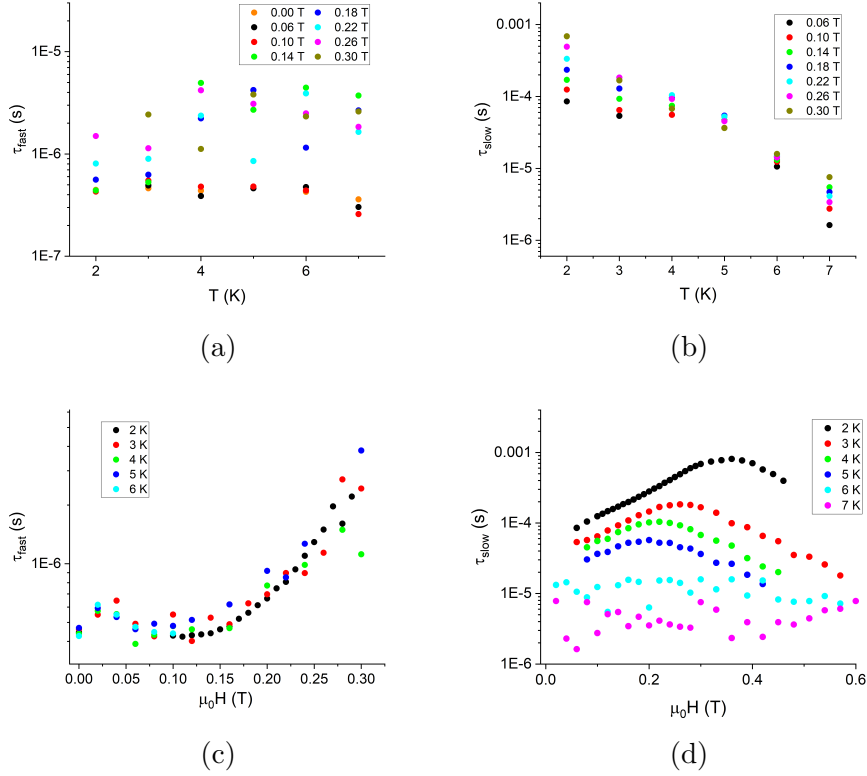 0.00 T 0.18 T
0.06 T 0.22 T
0.10 T 0.26 T
0.14 T 0.30 T
1E-5
1E-6
1E-7
τfast (s)
2 4 6
T (K)
(a)
0.06 T
0.10 T
0.14 T
0.18 T
0.22 T
0.26 T
0.30 T
0.001
1E-4
1E-5
1E-6
τslow (s)
2 3 4 5 6 7
T (K)
(b)
2 K
3 K
4 K
5 K
6 K
1E-6
τfast (s)
0.00 0.05 0.10 0.15 0.20 0.25 0.30
μ0H (T)
(c)
2 K
3 K
4 K
5 K
6 K
7 K
0.001
1E-4
1E-5
1E-6
τslow (s)
0.0 0.2 0.4 0.6
μ0H (T)
(d)